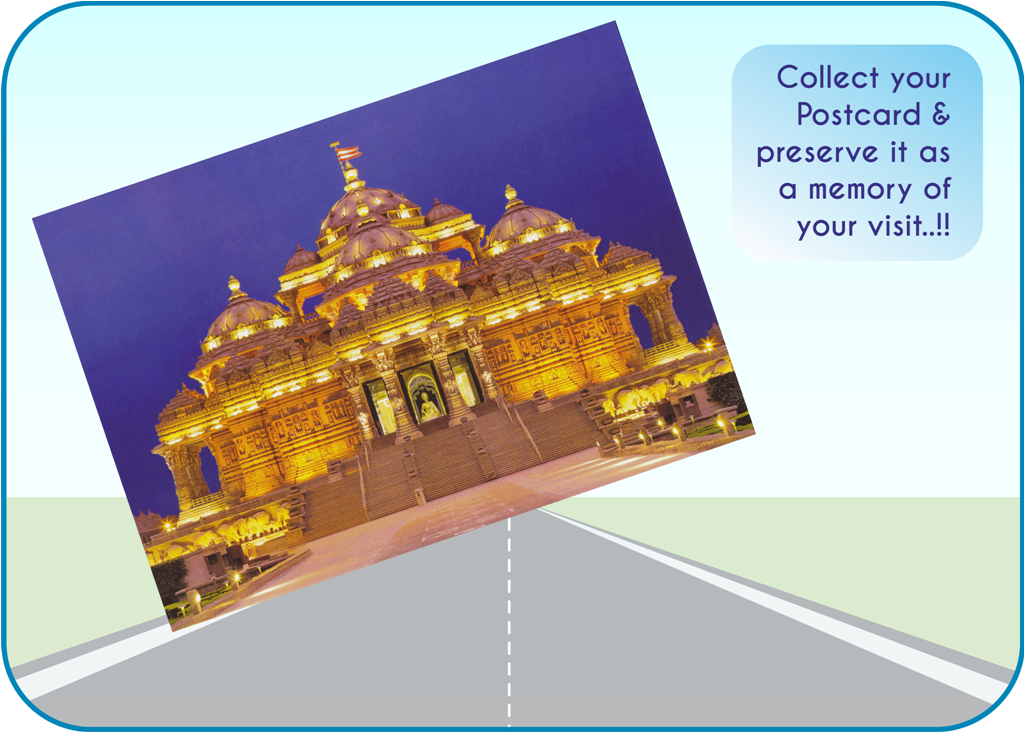 Collect your
Postcard &
preserve it as
a memory of
your visit..!!